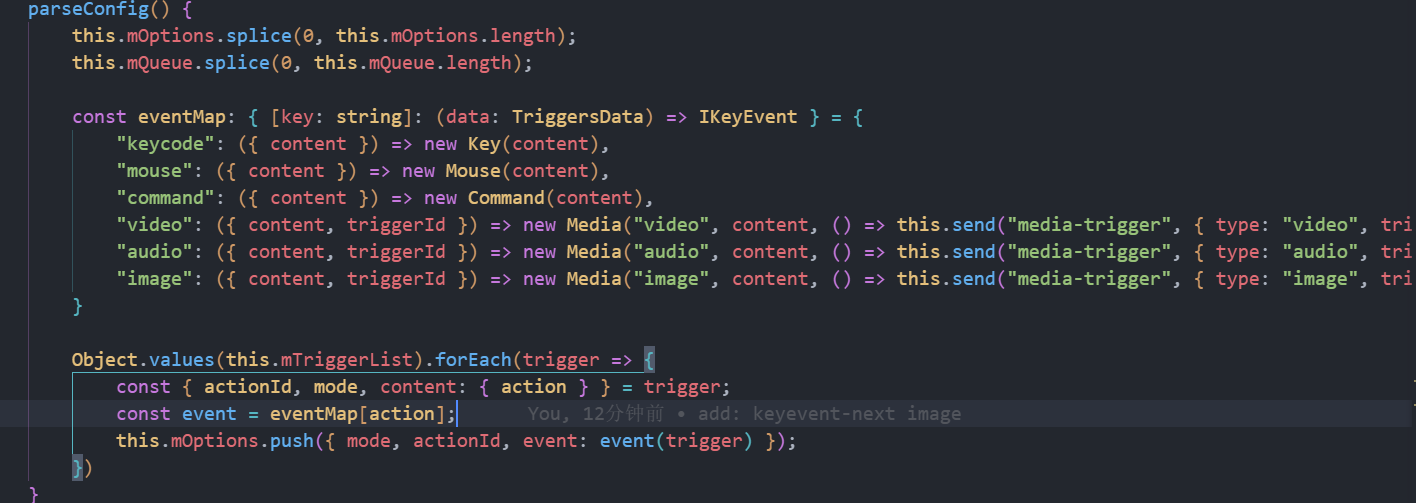 parseConfig() {
this.mOptions.splice(0, this.mOptions.length);
this.mQueue.splice(0, this.mQueue.length);
const eventMap: { [key: string]: (data: TriggersData) => IKeyEvent } = {
"keycode": ({ content }) => new Key(content),
"mouse": ({ content }) => new Mouse(content),
"command": ({ content }) => new Command(content),
"video": ({ content, triggerId }) => new Media("video", content, () => this.send("media-trigger", { type: "video", tri
"audio": ({ content, triggerId }) => new Media("audio", content, () => this.send("media-trigger", { type: "audio", tri
"image": ({ content, triggerId }) => new Media("image", content, () => this.send("media-trigger", { type: "image", tri
}
Object.values(this.mTriggerList).forEach(trigger => {
const { actionId, mode, content: { action } } = trigger;
const event = eventMap[action]; You, 12分钟前 • add: keyevent-next image
this.mOptions.push({ mode, actionId, event: event(trigger) });
})
}